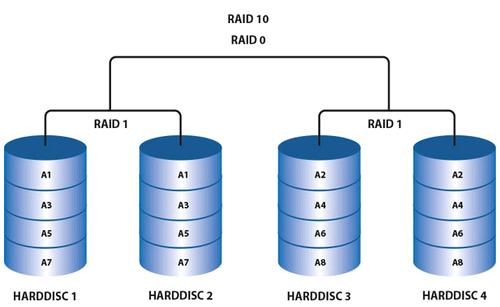 RAID 10
RAID 0
RAID 1 RAID 1
A1 A1 A2 A2
A3 A3 A4 A4
A5 A5 A6 A6
A7 A7 A8 A8
HARDDISC 1 HARDDISC 2 HARDDISC 3 HARDDISC 4